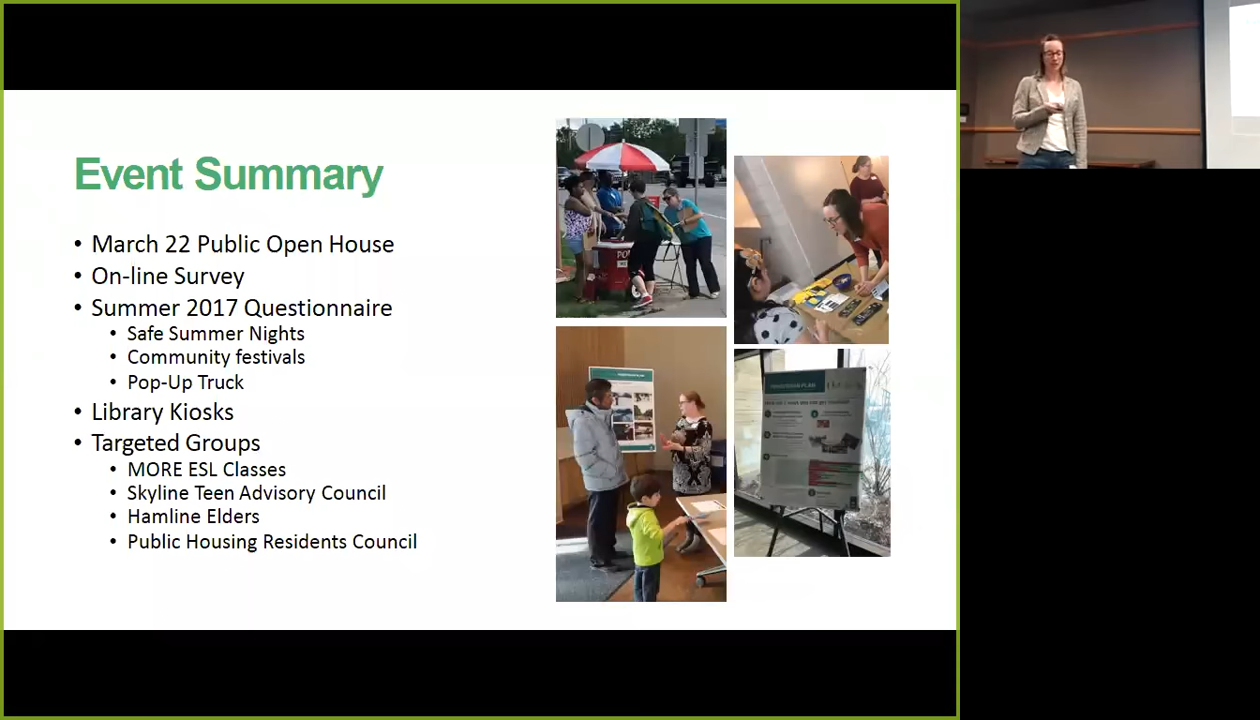 Event Summary
• March 22 Public Open House
• On-line Survey
• Summer 2017 Questionnaire
• Safe Summer Nights
• Community festivals
• Pop-Up Truck
• Library Kiosks
• Targeted Groups
• MORE ESL Classes
• Skyline Teen Advisory Council
• Hamline Elders
• Public Housing Residents Council